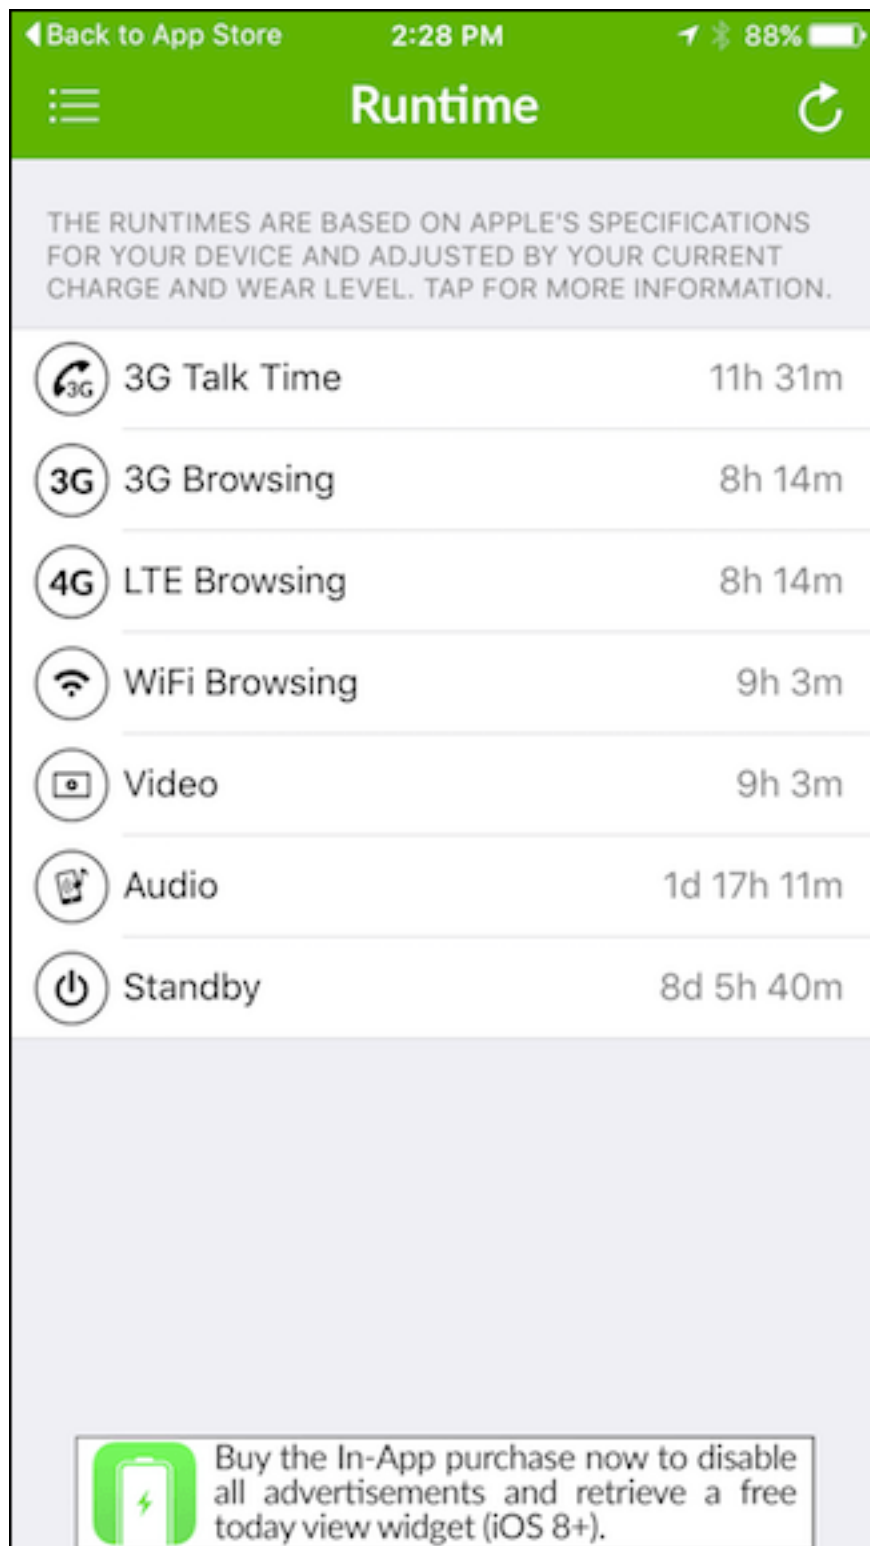 Back to App Store 2:28 PM 88%
Runtime
THE RUNTIMES ARE BASED ON APPLE'S SPECIFICATIONS
FOR YOUR DEVICE AND ADJUSTED BY YOUR CURRENT
CHARGE AND WEAR LEVEL. TAP FOR MORE INFORMATION.
3G 3G Talk Time 11h 31m
3G 3G Browsing 8h 14m
4G LTE Browsing 8h 14m
WiFi Browsing 9h 3m
Video 9h 3m
Audio 1d 17h 11m
Standby 8d 5h 40m
Buy the In-App purchase now to disable
all advertisements and retrieve a free
today view widget (iOS 8+).